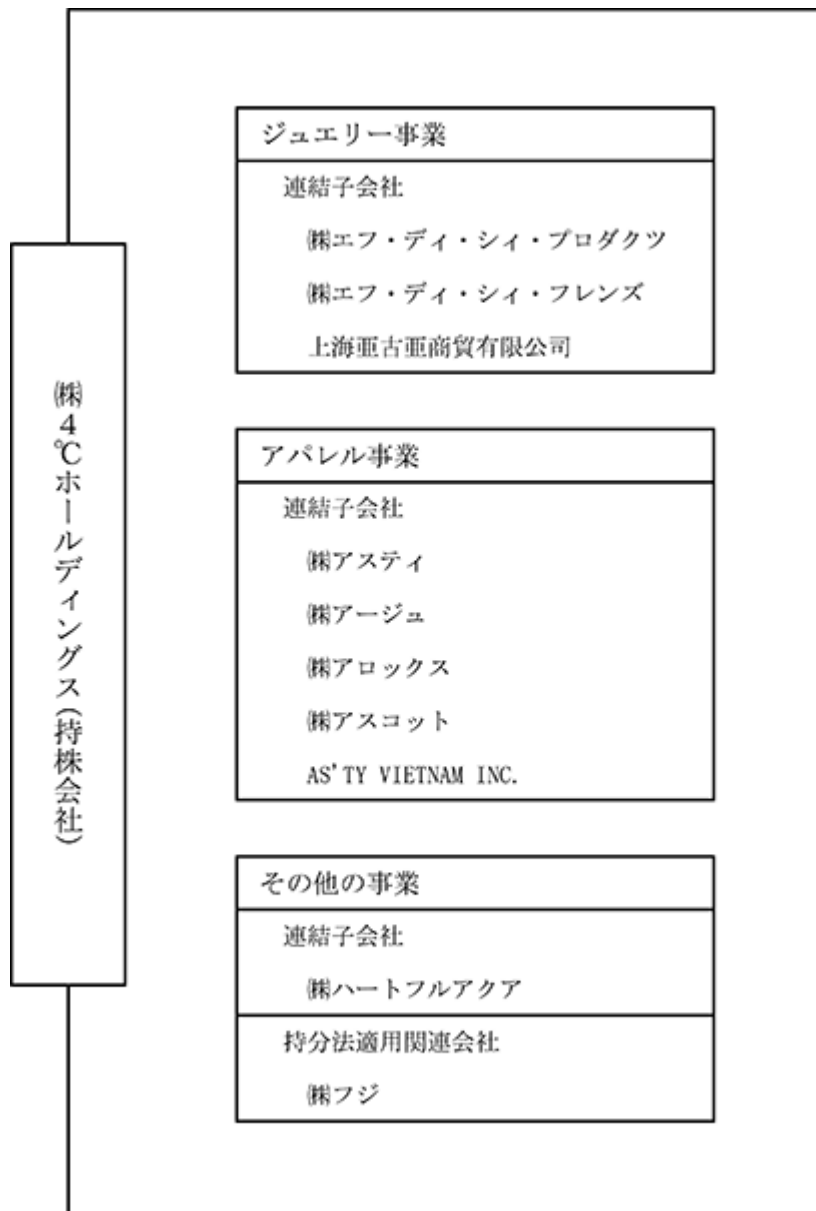 ㈱4℃ホールディングス(持株会社)
ジュエリー事業
連結子会社
㈱エフ・ディ・シィ・プロダクツ
㈱エフ・ディ・シィ・フレンズ
上海亜古亜商貿有限公司
アパレル事業
連結子会社
㈱アスティ
㈱アージュ
㈱アロックス
㈱アスコット
AS'TY VIETNAM INC.
その他の事業
連結子会社
㈱ハートフルアクア
持分法適用関連会社
㈱フジ